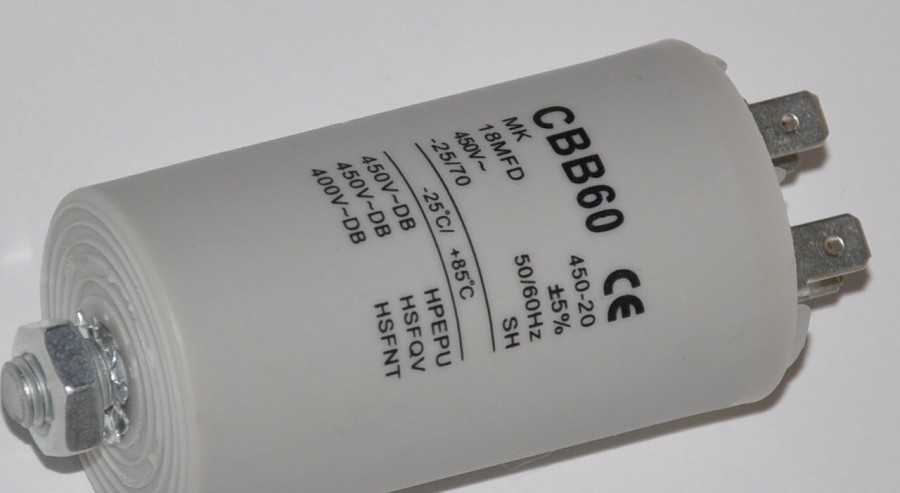 CBB60 CE
MK 450-20
18MFD ±5%
450V~ 50/60Hz
-25/70 SH
-25°C/ +85°C
450V~DB HPEPU
450V~DB HSFQV
400V~DB HSFNT